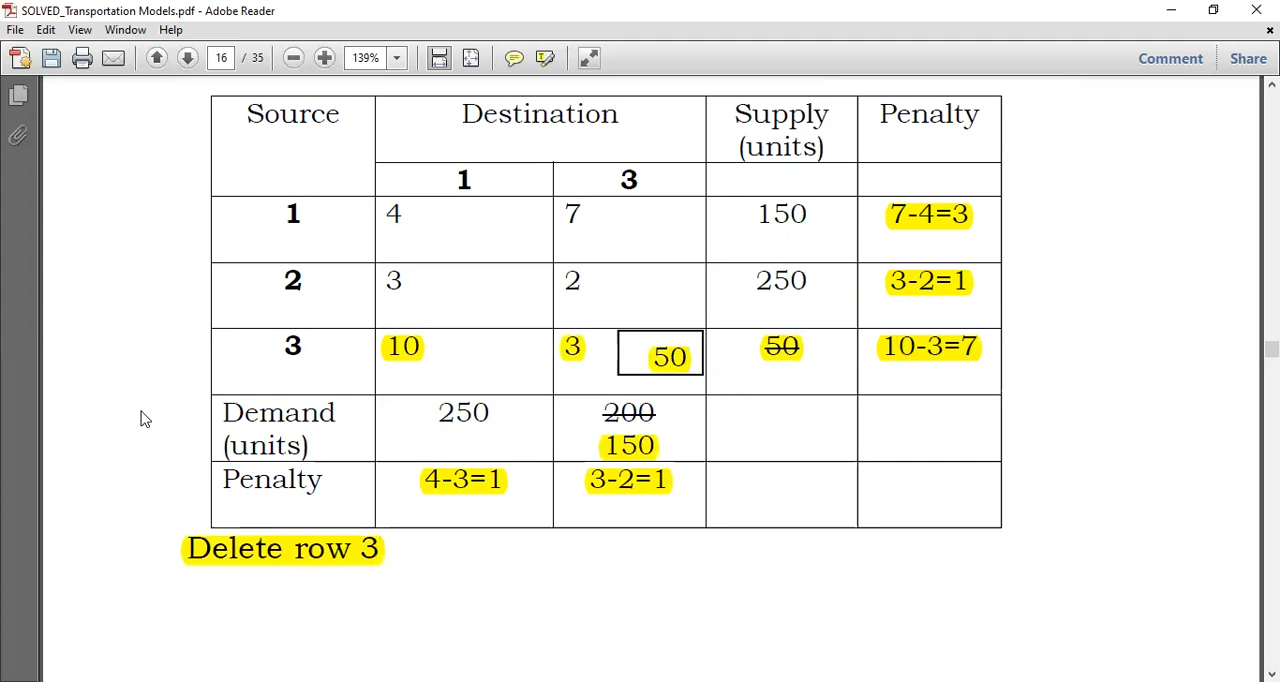 SOLVED_Transportation Models.pdf - Adobe Reader
File Edit View Window Help
16 / 35 139% Comment Share
Source Destination Supply (units) Penalty
1 3
1 4 7 150 7-4=3
2 3 2 250 3-2=1
3 10 3 50 50 10-3=7
Demand (units) 250 200 150
Penalty 4-3=1 3-2=1
Delete row 3